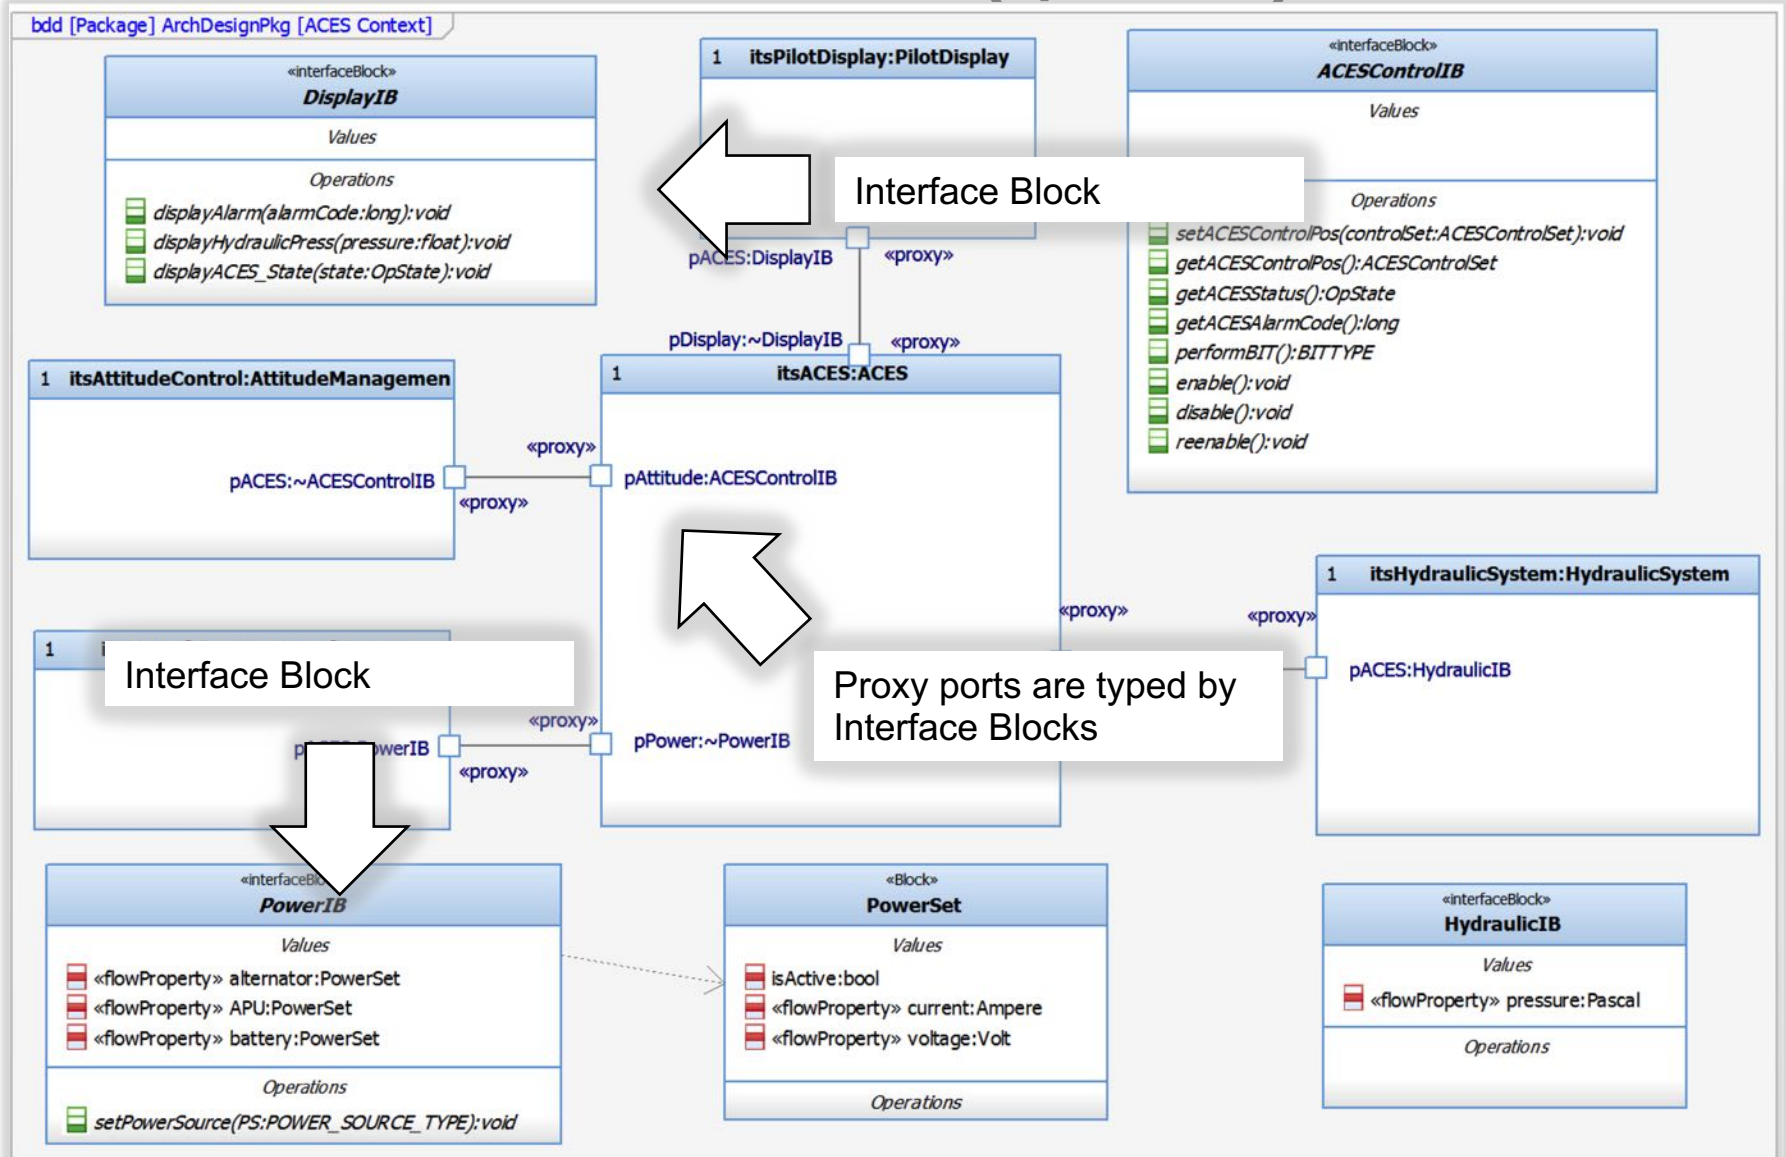 bdd [Package] ArchDesignPkg [ACES Context]
«interfaceBlock»
DisplayIB
Values
Operations
displayAlarm(alarmCode:long):void
displayHydraulicPress(pressure:float):void
displayACES_State(state:OpState):void
1 itsPilotDisplay:PilotDisplay
Interface Block
pACES:DisplayIB «proxy»
pDisplay:~DisplayIB «proxy»
«interfaceBlock»
ACESControlIB
Values
Operations
setACESControlPos(controlSet:ACESControlSet):void
getACESControlPos():ACESControlSet
getACESStatus():OpState
getACESAlarmCode():long
performBIT():BITTYPE
enable():void
disable():void
reenable():void
1 itsAttitudeControl:AttitudeManagemen
pACES:~ACESControlIB
«proxy»
«proxy»
1 itsACES:ACES
pAttitude:ACESControlIB
pPower:~PowerIB
Proxy ports are typed by
Interface Blocks
«proxy»
«proxy»
1 itsHydraulicSystem:HydraulicSystem
pACES:HydraulicIB
1
Interface Block
«proxy»
«proxy»
«interfaceBlo
PowerIB
Values
«flowProperty» alternator:PowerSet
«flowProperty» APU:PowerSet
«flowProperty» battery:PowerSet
Operations
setPowerSource(PS:POWER_SOURCE_TYPE):void
«Block»
PowerSet
Values
isActive:bool
«flowProperty» current:Ampere
«flowProperty» voltage:Volt
Operations
«interfaceBlock»
HydraulicIB
Values
«flowProperty» pressure:Pascal
Operations